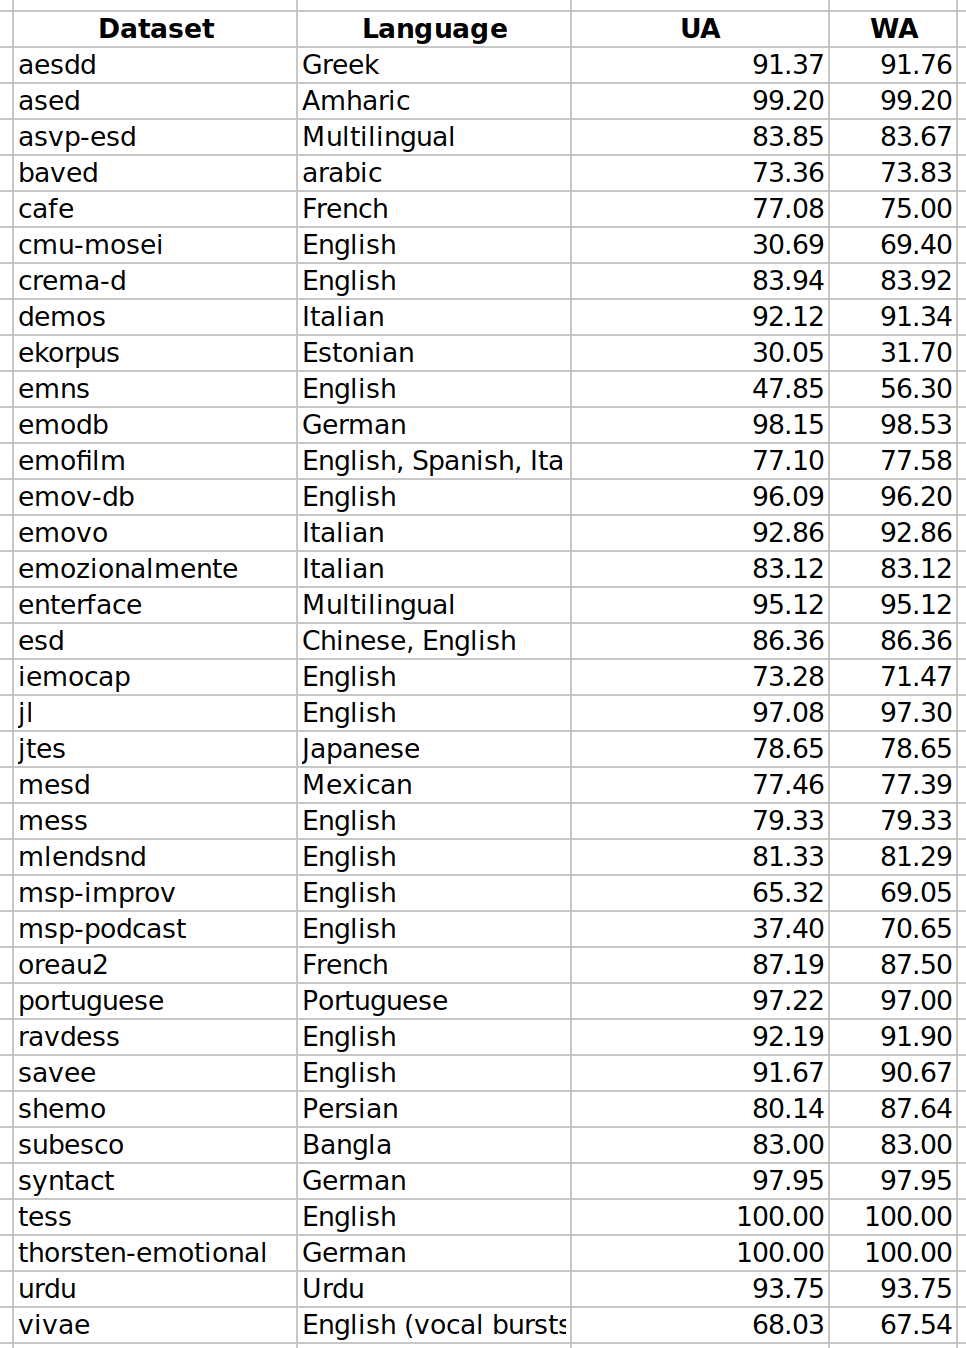 Dataset Language UA WA
aesdd Greek 91.37 91.76
ased Amharic 99.20 99.20
asvp-esd Multilingual 83.85 83.67
baved arabic 73.36 73.83
cafe French 77.08 75.00
cmu-mosei English 30.69 69.40
crema-d English 83.94 83.92
demos Italian 92.12 91.34
ekorpus Estonian 30.05 31.70
emns English 47.85 56.30
emodb German 98.15 98.53
emofilm English, Spanish, Ita 77.10 77.58
emov-db English 96.09 96.20
emovo Italian 92.86 92.86
emozionalmente Italian 83.12 83.12
enterface Multilingual 95.12 95.12
esd Chinese, English 86.36 86.36
iemocap English 73.28 71.47
jl English 97.08 97.30
jtes Japanese 78.65 78.65
mesd Mexican 77.46 77.39
mess English 79.33 79.33
mlendsnd English 81.33 81.29
msp-improv English 65.32 69.05
msp-podcast English 37.40 70.65
oreau2 French 87.19 87.50
portuguese Portuguese 97.22 97.00
ravdess English 92.19 91.90
savee English 91.67 90.67
shemo Persian 80.14 87.64
subesco Bangla 83.00 83.00
syntact German 97.95 97.95
tess English 100.00 100.00
thorsten-emotional German 100.00 100.00
urdu Urdu 93.75 93.75
vivae English (vocal bursts 68.03 67.54